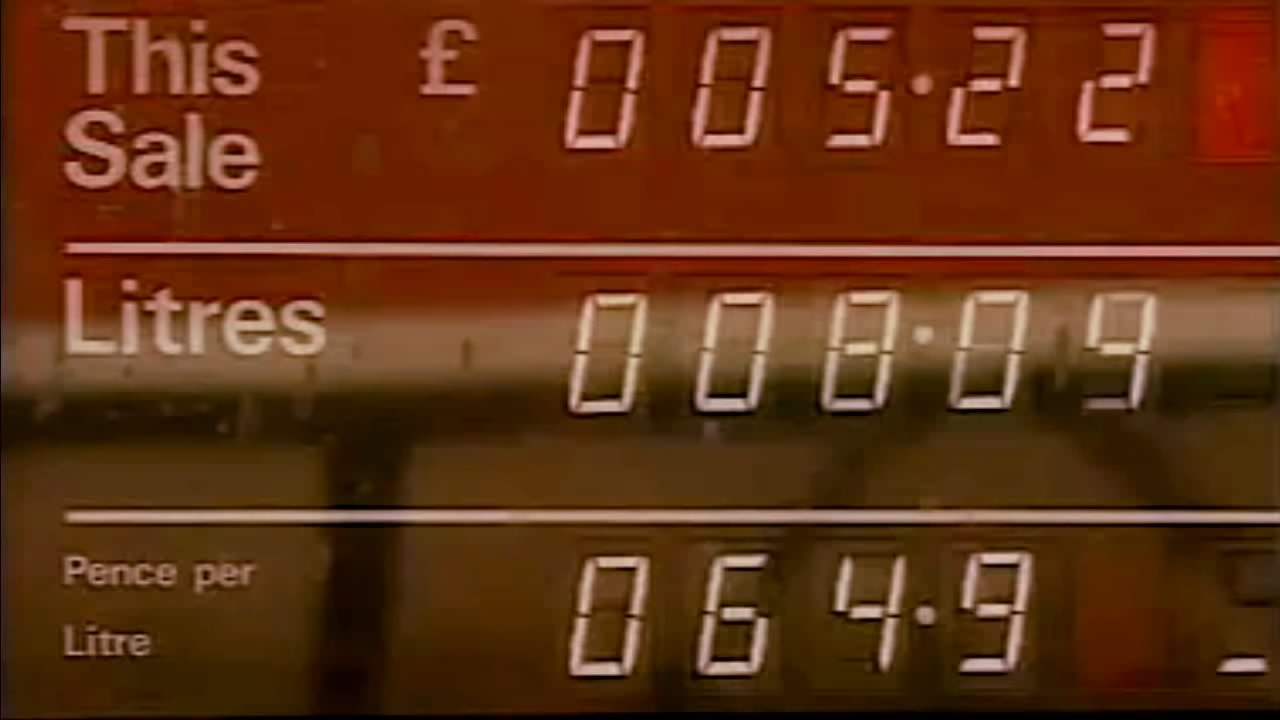 This £ 005.22
Sale
Litres 008.09
Pence per 064.9
Litre